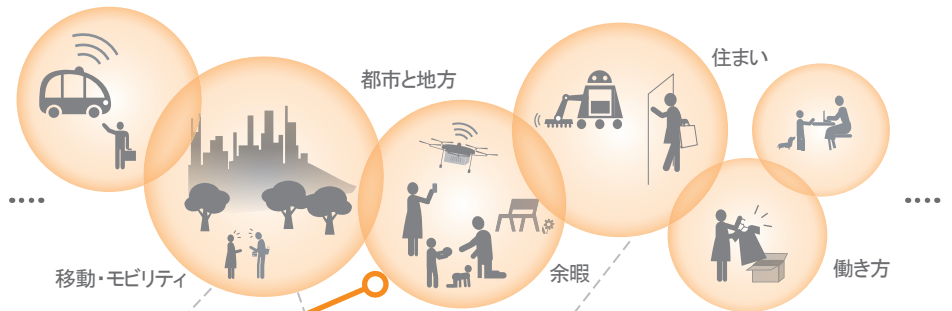 住まい
都市と地方
移動・モビリティ
余暇
働き方